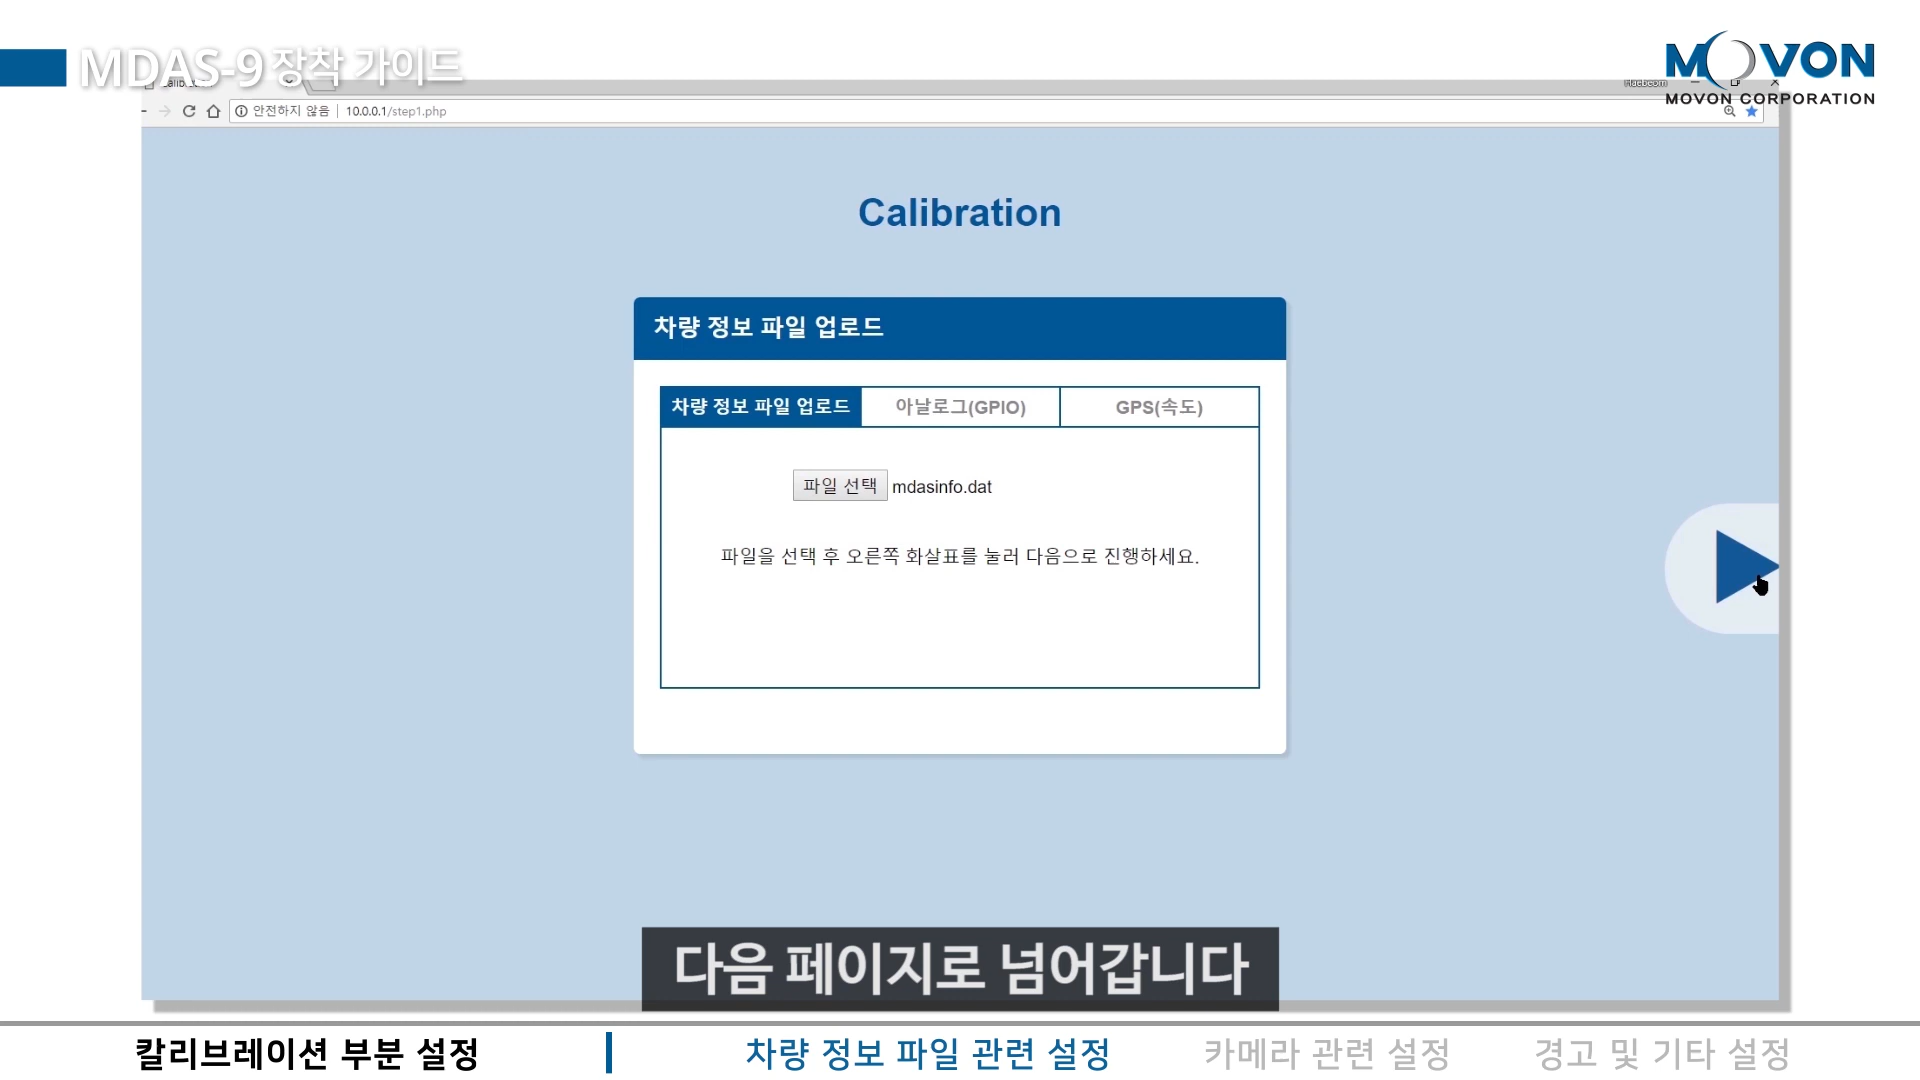 MDAS-9 장착 가이드
MOVON
MOVON CORPORATION
안전하지 않음 | 10.0.0.1/step1.php
Calibration
차량 정보 파일 업로드
차량 정보 파일 업로드 아날로그(GPIO) GPS(속도)
파일 선택 mdasinfo.dat
파일을 선택 후 오른쪽 화살표를 눌러 다음으로 진행하세요.
다음 페이지로 넘어갑니다
칼리브레이션 부분 설정 차량 정보 파일 관련 설정 카메라 관련 설정 경고 및 기타 설정